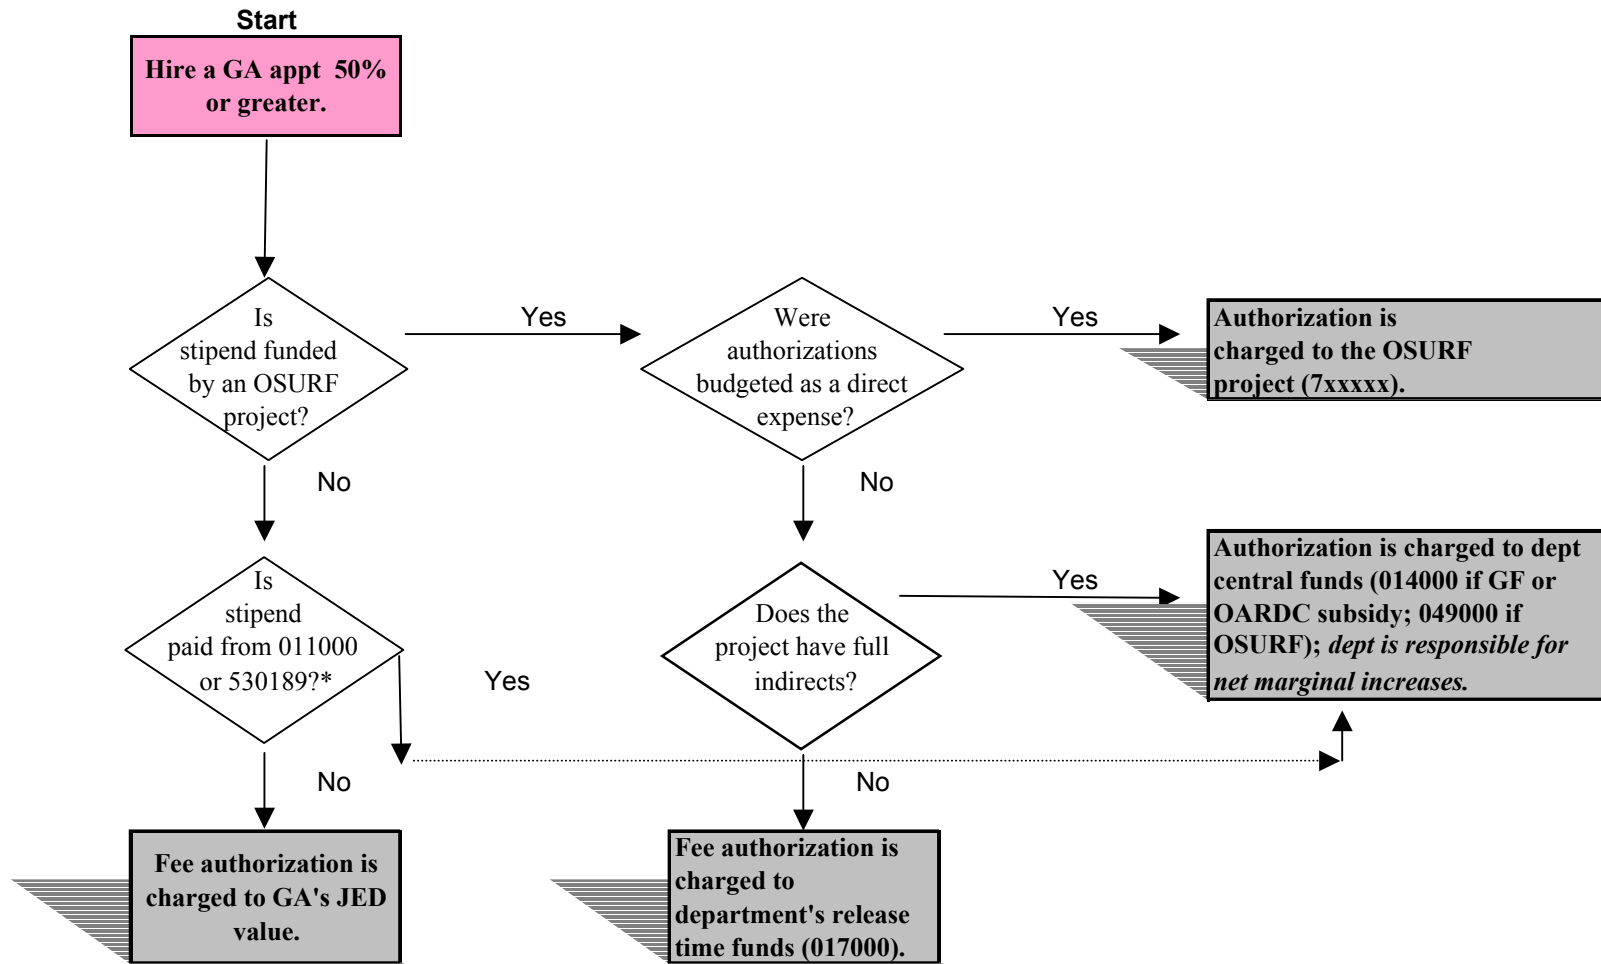 Start
Hire a GA appt 50%
or greater.
Is
stipend funded
by an OSURF
project?
Yes
Were
authorizations
budgeted as a direct
expense?
Yes
Authorization is
charged to the OSURF
project (7xxxxx).
No
No
Is
stipend
paid from 011000
or 530189?*
Yes
Does the
project have full
indirects?
Yes
Authorization is charged to dept
central funds (014000 if GF or
OARDC subsidy; 049000 if
OSURF); dept is responsible for
net marginal increases.
No
No
Fee authorization is
charged to GA's JED
value.
Fee authorization is
charged to
department's release
time funds (017000).